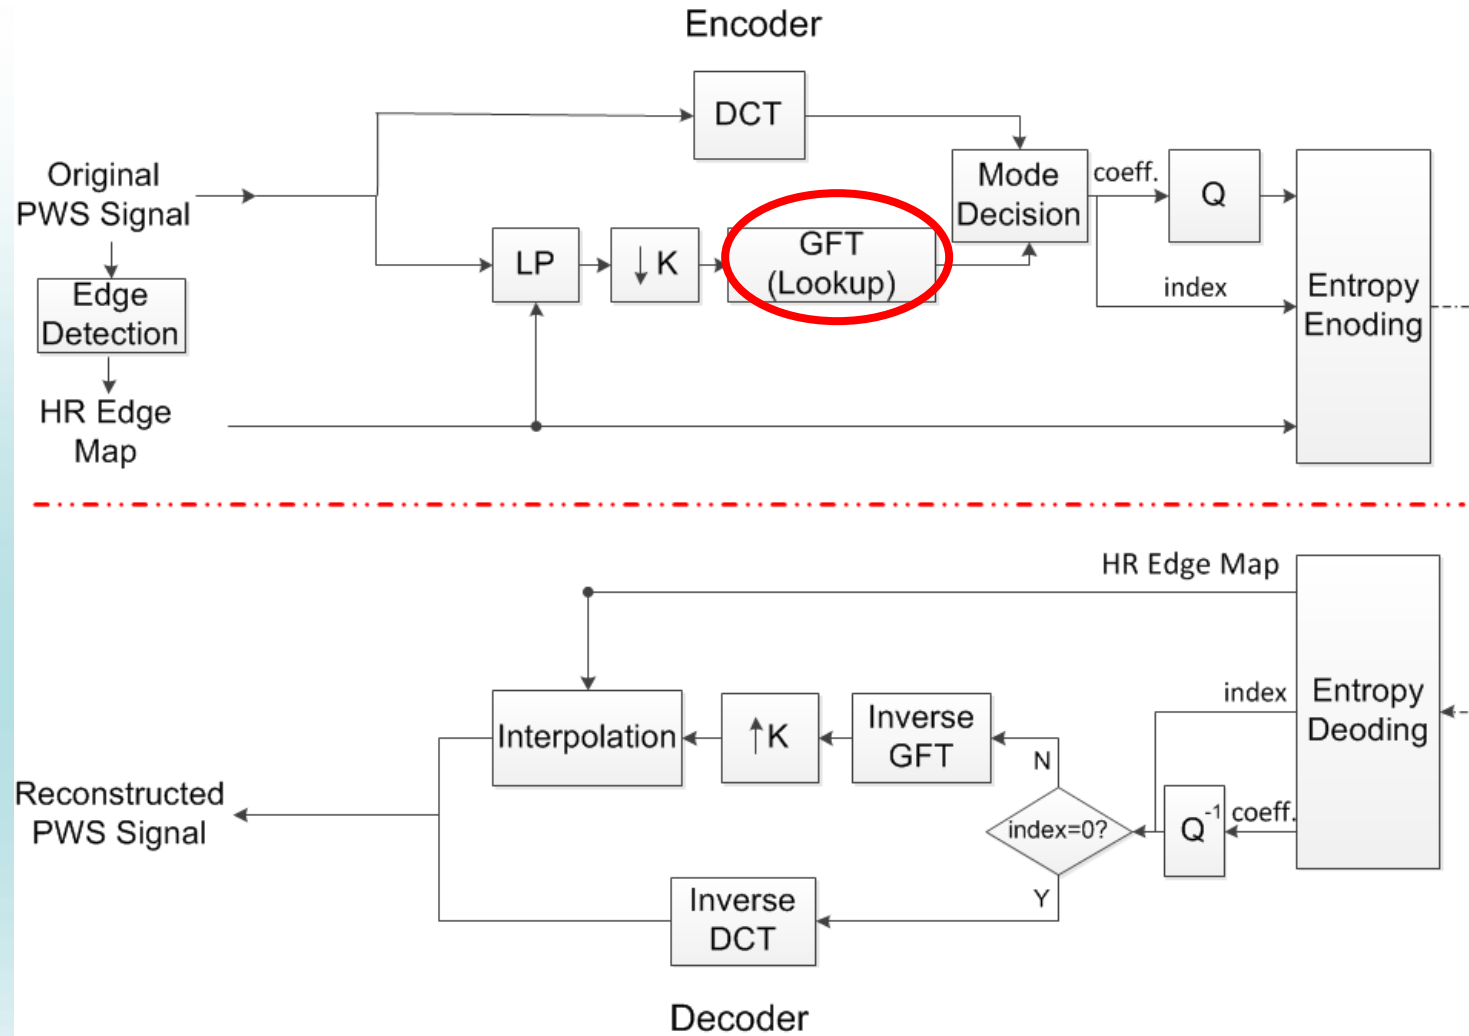 Encoder
DCT
Original
PWS Signal
Mode
Decision
coeff.
Q
LP
↓K
GFT
(Lookup)
index
Entropy
Enoding
Edge
Detection
HR Edge
Map
HR Edge Map
Entropy
Deoding
index
Interpolation
↑K
Inverse
GFT
N
index=0?
Q⁻¹
coeff.
Reconstructed
PWS Signal
Y
Inverse
DCT
Decoder